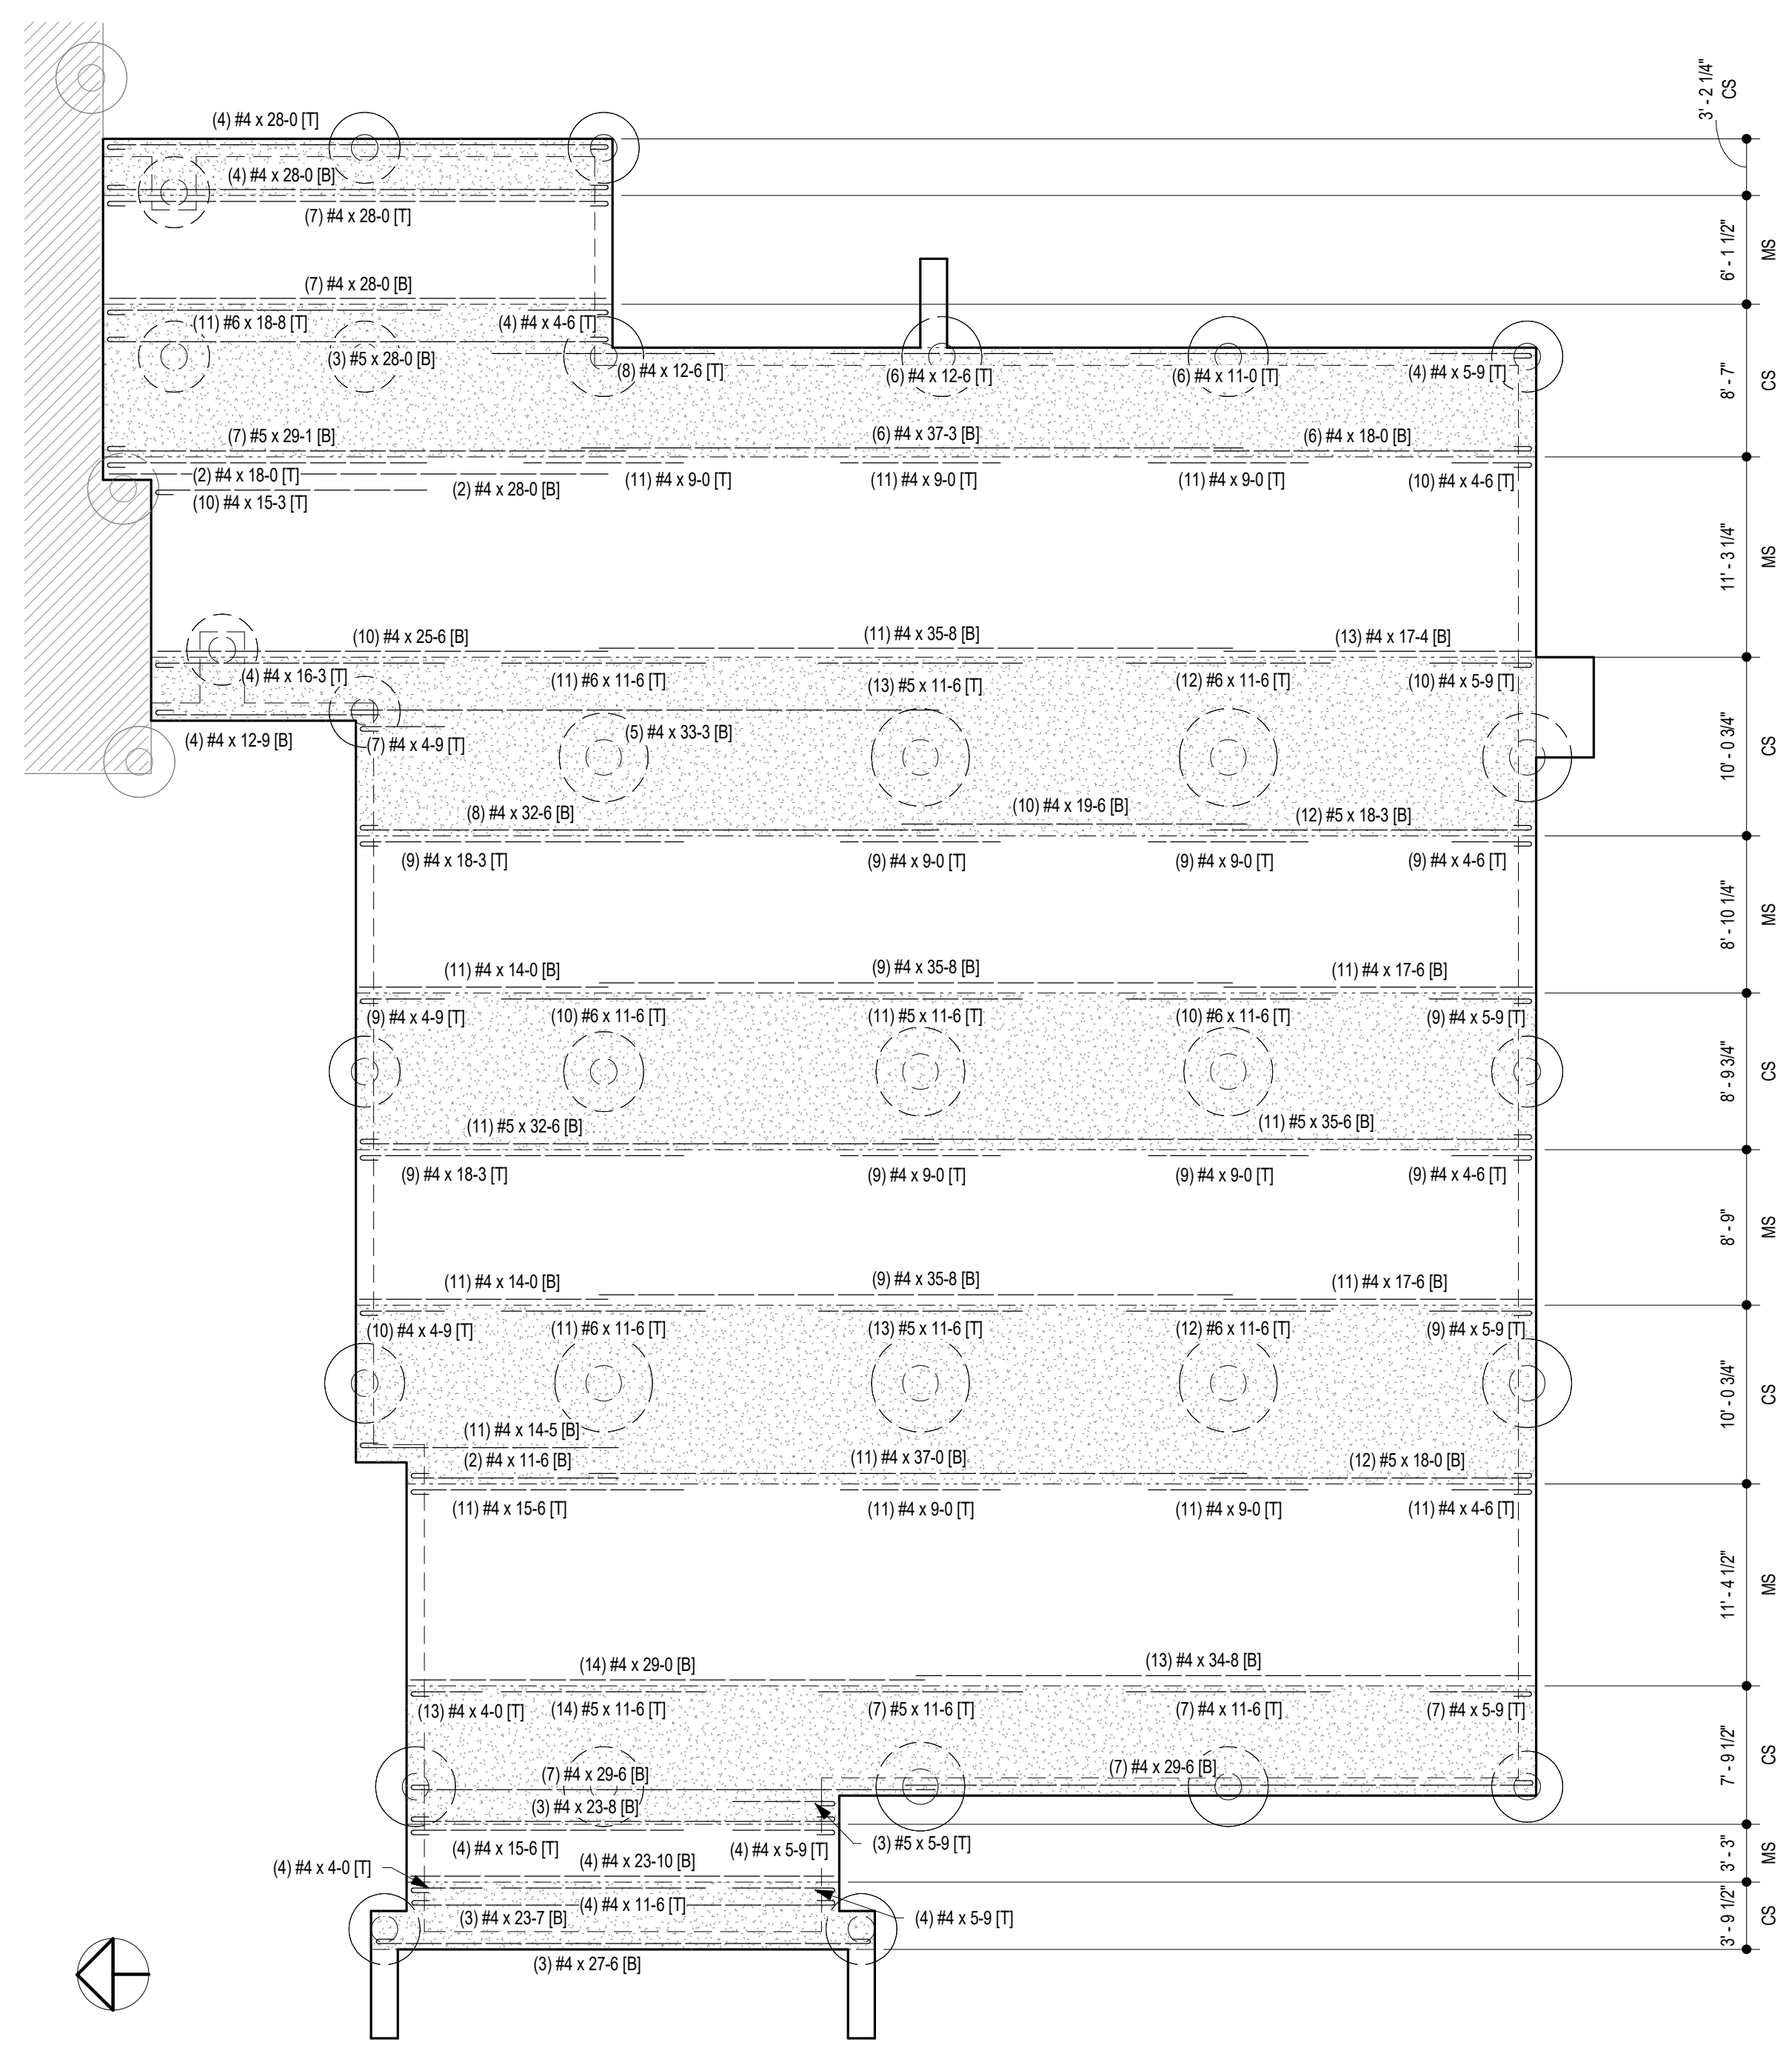 3' - 2 1/4"
CS
(4) #4 x 28-0 [T]
(4) #4 x 28-0 [B]
(7) #4 x 28-0 [T]
6' - 1 1/2"
MS
(7) #4 x 28-0 [B]
(11) #6 x 18-8 [T]
(4) #4 x 4-6 [T]
(3) #5 x 28-0 [B]
(8) #4 x 12-6 [T]
(6) #4 x 12-6 [T]
(6) #4 x 11-0 [T]
(4) #4 x 5-9 [T]
8' - 7"
CS
(7) #5 x 29-1 [B]
(6) #4 x 37-3 [B]
(6) #4 x 18-0 [B]
(2) #4 x 18-0 [T]
(2) #4 x 28-0 [B]
(11) #4 x 9-0 [T]
(11) #4 x 9-0 [T]
(11) #4 x 9-0 [T]
(10) #4 x 4-6 [T]
(10) #4 x 15-3 [T]
11' - 3 1/4"
MS
(10) #4 x 25-6 [B]
(11) #4 x 35-8 [B]
(13) #4 x 17-4 [B]
(4) #4 x 16-3 [T]
(11) #6 x 11-6 [T]
(13) #5 x 11-6 [T]
(12) #6 x 11-6 [T]
(10) #4 x 5-9 [T]
(4) #4 x 12-9 [B]
(7) #4 x 4-9 [T]
(5) #4 x 33-3 [B]
10' - 0 3/4"
CS
(8) #4 x 32-6 [B]
(10) #4 x 19-6 [B]
(12) #5 x 18-3 [B]
(9) #4 x 18-3 [T]
(9) #4 x 9-0 [T]
(9) #4 x 9-0 [T]
(9) #4 x 4-6 [T]
8' - 10 1/4"
MS
(11) #4 x 14-0 [B]
(9) #4 x 35-8 [B]
(11) #4 x 17-6 [B]
(9) #4 x 4-9 [T]
(10) #6 x 11-6 [T]
(11) #5 x 11-6 [T]
(10) #6 x 11-6 [T]
(9) #4 x 5-9 [T]
8' - 9 3/4"
CS
(11) #5 x 32-6 [B]
(11) #5 x 35-6 [B]
(9) #4 x 18-3 [T]
(9) #4 x 9-0 [T]
(9) #4 x 9-0 [T]
(9) #4 x 4-6 [T]
8' - 9"
MS
(11) #4 x 14-0 [B]
(9) #4 x 35-8 [B]
(11) #4 x 17-6 [B]
(10) #4 x 4-9 [T]
(11) #6 x 11-6 [T]
(13) #5 x 11-6 [T]
(12) #6 x 11-6 [T]
(9) #4 x 5-9 [T]
10' - 0 3/4"
CS
(11) #4 x 14-5 [B]
(2) #4 x 11-6 [B]
(11) #4 x 37-0 [B]
(12) #5 x 18-0 [B]
(11) #4 x 15-6 [T]
(11) #4 x 9-0 [T]
(11) #4 x 9-0 [T]
(11) #4 x 4-6 [T]
11' - 4 1/2"
MS
(14) #4 x 29-0 [B]
(13) #4 x 34-8 [B]
(13) #4 x 4-0 [T]
(14) #5 x 11-6 [T]
(7) #5 x 11-6 [T]
(7) #4 x 11-6 [T]
(7) #4 x 5-9 [T]
7' - 9 1/2"
CS
(7) #4 x 29-6 [B]
(7) #4 x 29-6 [B]
(3) #4 x 23-8 [B]
(3) #5 x 5-9 [T]
(4) #4 x 15-6 [T]
(4) #4 x 5-9 [T]
3' - 3"
MS
(4) #4 x 4-0 [T]
(4) #4 x 23-10 [B]
(4) #4 x 11-6 [T]
(3) #4 x 23-7 [B]
(4) #4 x 5-9 [T]
3' - 9 1/2"
CS
(3) #4 x 27-6 [B]